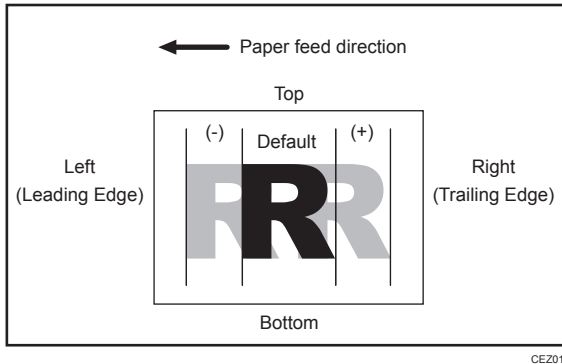 Paper feed direction
Top
(-)
Default
(+)
Left
(Leading Edge)
Right
(Trailing Edge)
R R R
Bottom
CEZ01